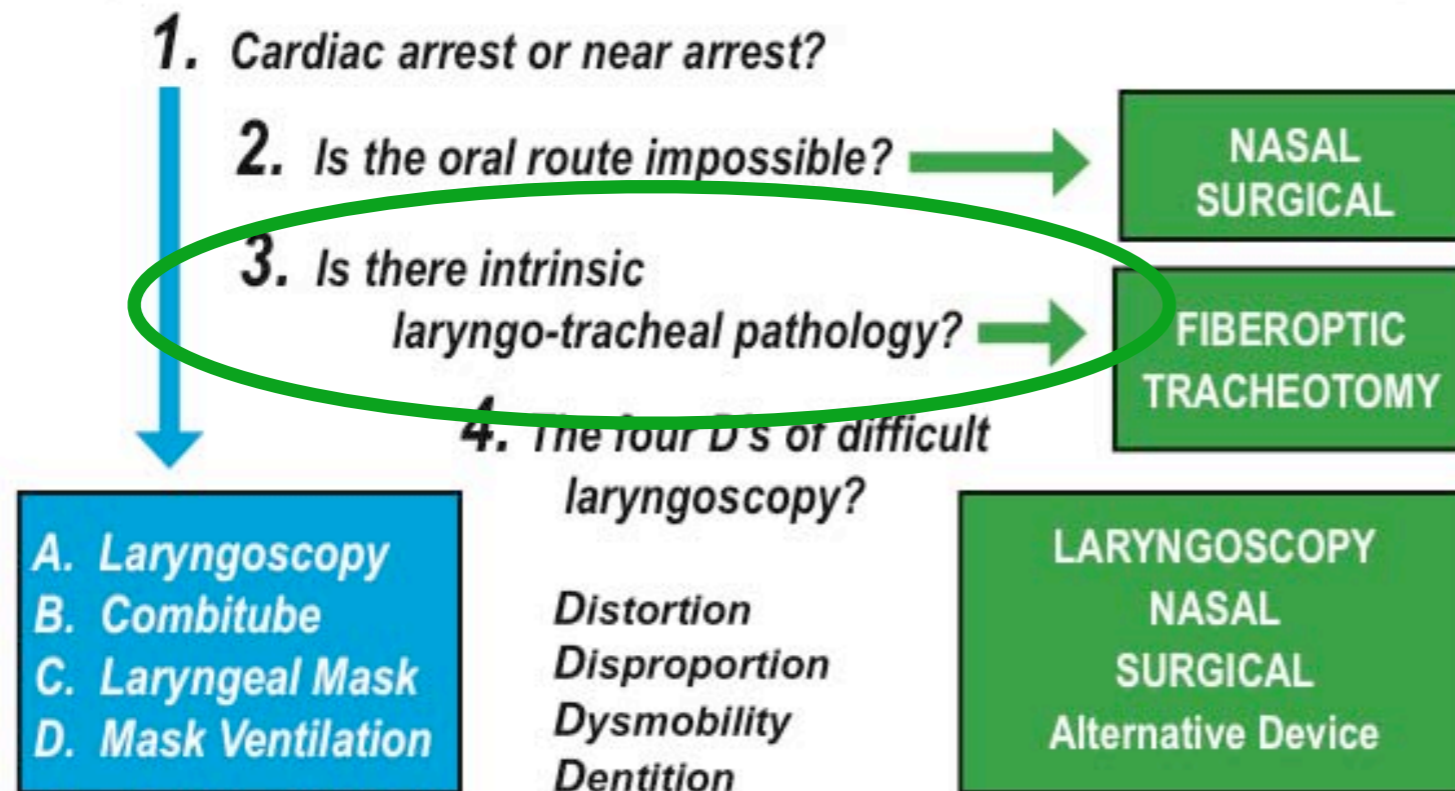 1. Cardiac arrest or near arrest?
2. Is the oral route impossible?
NASAL
SURGICAL
3. Is there intrinsic
laryngo-tracheal pathology?
FIBEROPTIC
TRACHEOTOMY
4. The four D's of difficult
laryngoscopy?
A. Laryngoscopy
B. Combitube
C. Laryngeal Mask
D. Mask Ventilation
Distortion
Disproportion
Dysmobility
Dentition
LARYNGOSCOPY
NASAL
SURGICAL
Alternative Device